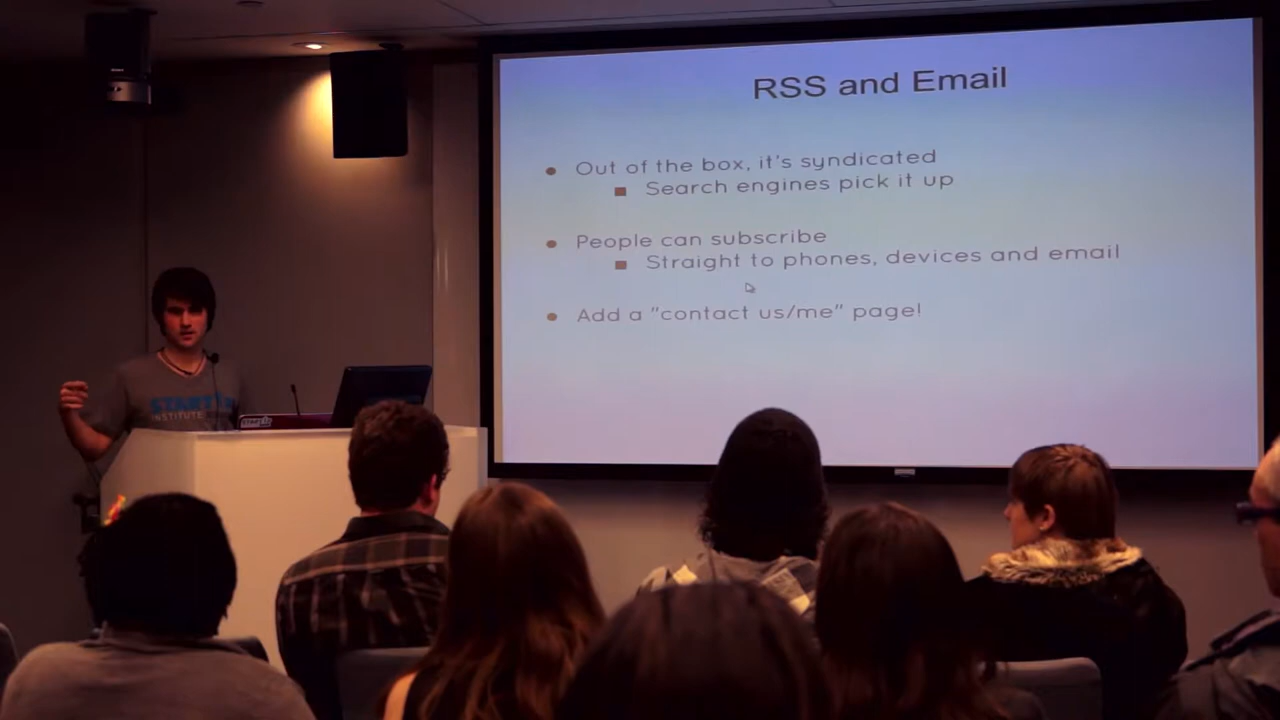 RSS and Email
Out of the box, it's syndicated
Search engines pick it up
People can subscribe
Straight to phones, devices and email
Add a "contact us/me" page!
INSTITUTE